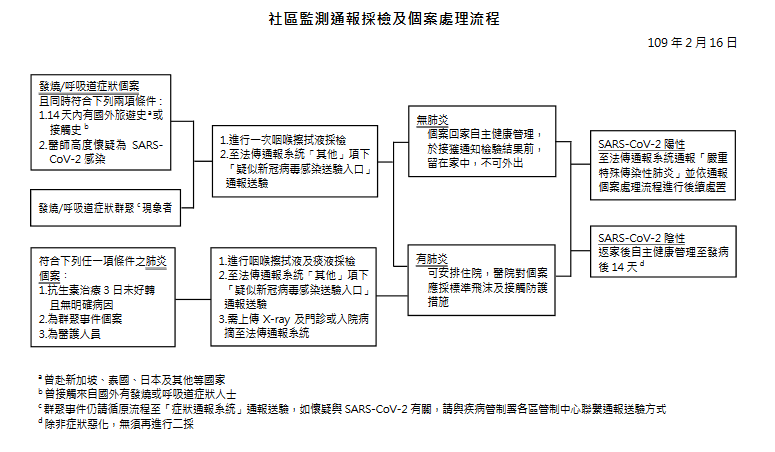 社區監測通報採檢及個案處理流程
109 年 2 月 16 日
發燒/呼吸道症狀個案
且同時符合下列兩項條件：
1.14 天內有國外旅遊史ᵃ或
接觸史ᵇ
2.醫師高度懷疑為 SARS-
CoV-2 感染
發燒/呼吸道症狀群聚ᶜ現象者
1.進行一次咽喉擦拭液採檢
2.至法傳通報系統「其他」項下
「疑似新冠病毒感染送驗入口」
通報送驗
無肺炎
個案回家自主健康管理，
於接獲通知檢驗結果前，
留在家中，不可外出
SARS-CoV-2 陽性
至法傳通報系統通報「嚴重
特殊傳染性肺炎」並依通報
個案處理流程進行後續處置
符合下列任一項條件之肺炎
個案：
1.抗生素治療 3 日未好轉
且無明確病因
2.為群聚事件個案
3.為醫護人員
1.進行咽喉擦拭液及痰液採檢
2.至法傳通報系統「其他」項下
「疑似新冠病毒感染送驗入口」
通報送驗
3.需上傳 X-ray 及門診或入院病
摘至法傳通報系統
有肺炎
可安排住院，醫院對個案
應採標準飛沫及接觸防護
措施
SARS-CoV-2 陰性
返家後自主健康管理至發病
後 14 天ᵈ
ᵃ 曾赴新加坡、泰國、日本及其他等國家
ᵇ 曾接觸來自國外有發燒或呼吸道症狀人士
ᶜ 群聚事件仍請循原流程至「症狀通報系統」通報送驗，如懷疑與 SARS-CoV-2 有關，請與疾病管制署各區管制中心聯繫通報送驗方式
ᵈ 除非症狀惡化，無須再進行二採